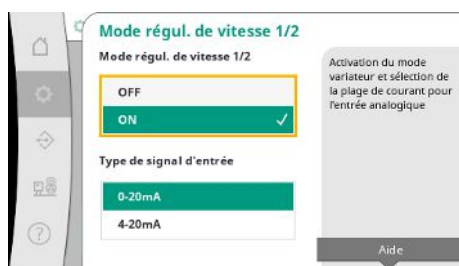 Mode régul. de vitesse 1/2
Mode régul. de vitesse 1/2
OFF
ON
Type de signal d'entrée
0-20mA
4-20mA
Activation du mode
variateur et sélection de
la plage de courant pour
l'entrée analogique
Aide